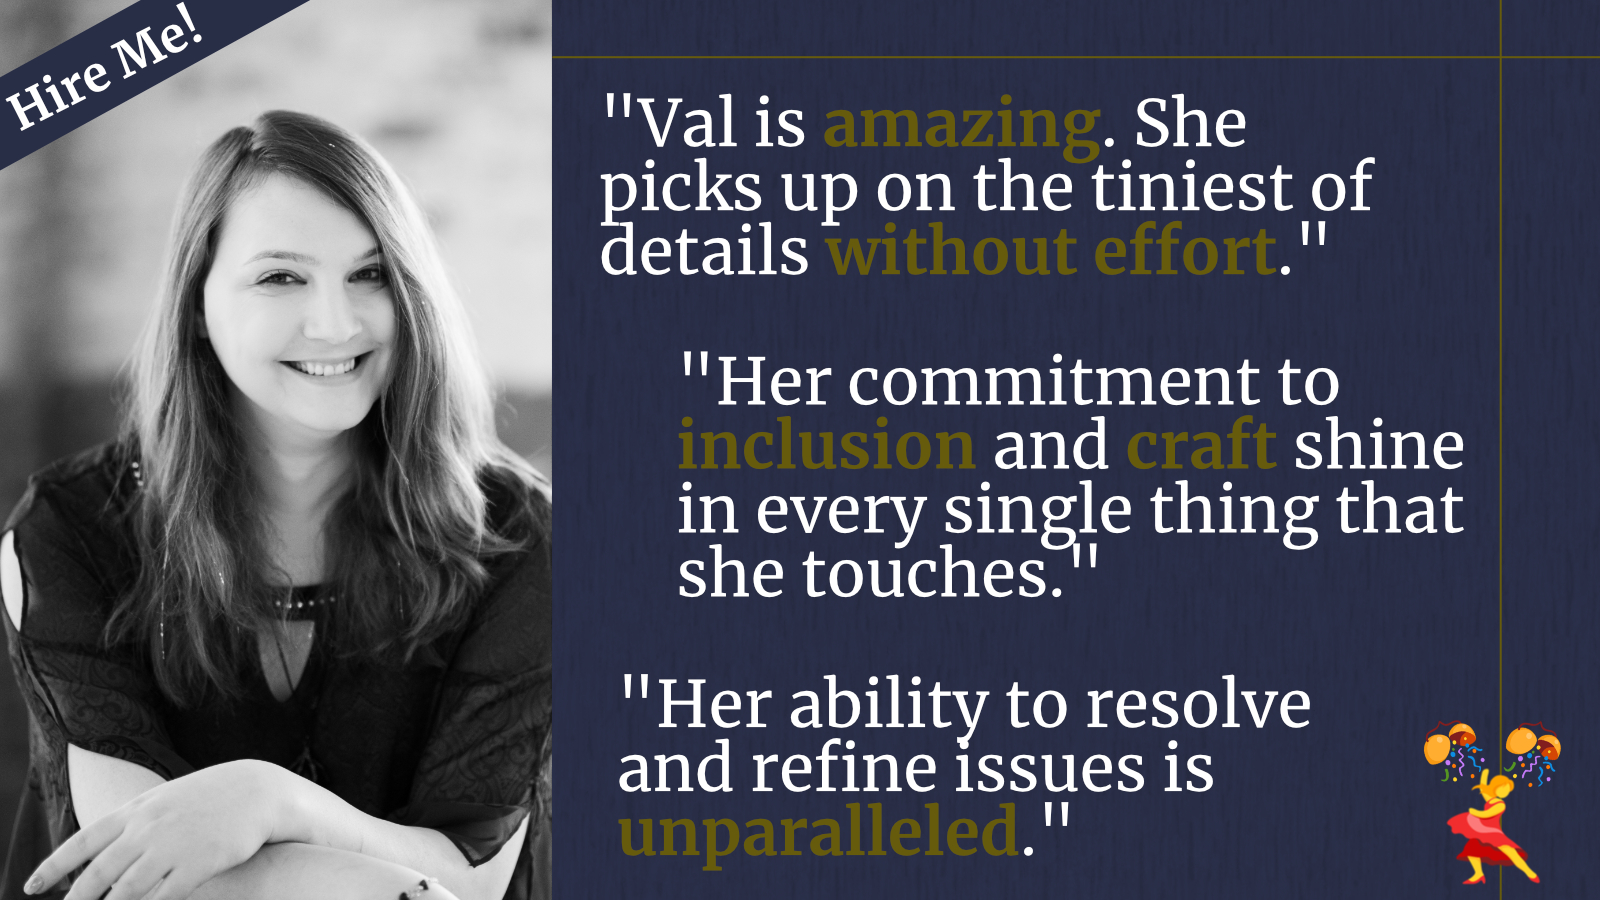 Hire Me!
"Val is amazing. She
picks up on the tiniest of
details without effort."
"Her commitment to
inclusion and craft shine
in every single thing that
she touches."
"Her ability to resolve
and refine issues is
unparalleled."